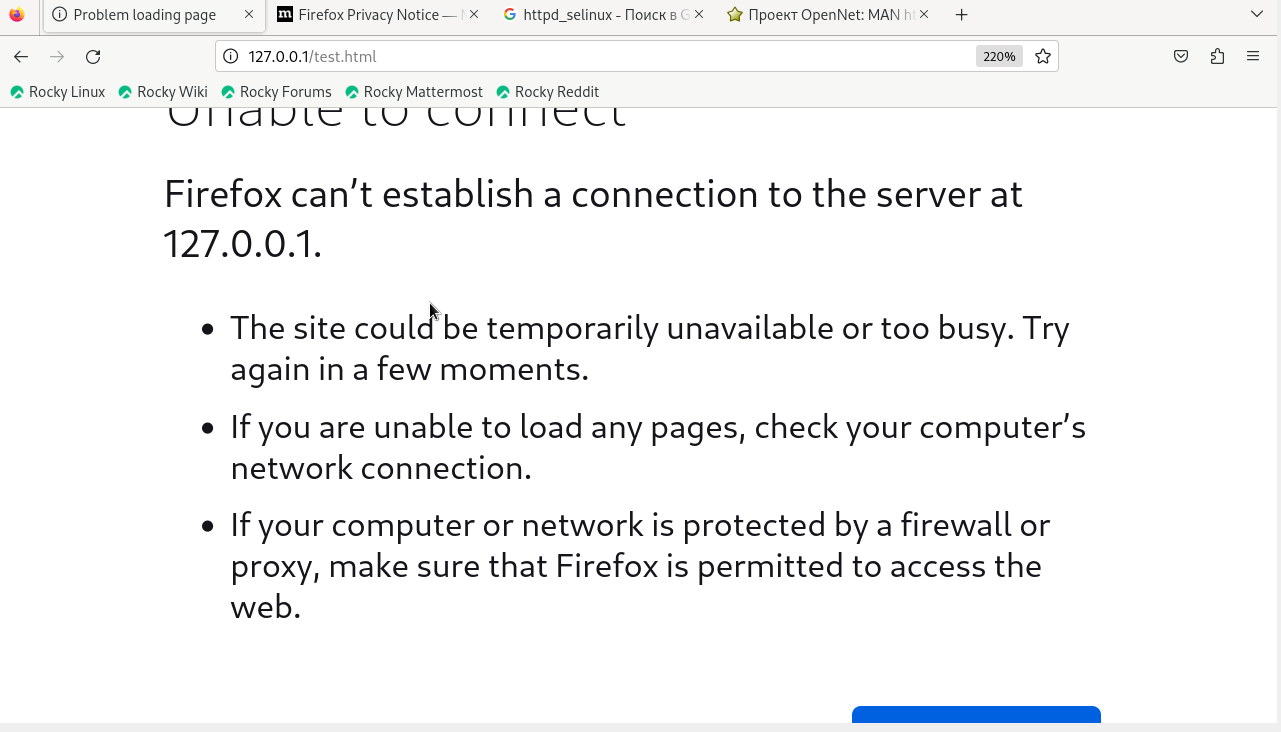 Problem loading page
Firefox Privacy Notice —
httpd_selinux - Поиск в G
Проект OpenNet: MAN ht
127.0.0.1/test.html
220%
Rocky Linux
Rocky Wiki
Rocky Forums
Rocky Mattermost
Rocky Reddit
Unable to connect
Firefox can’t establish a connection to the server at
127.0.0.1.
• The site could be temporarily unavailable or too busy. Try
again in a few moments.
• If you are unable to load any pages, check your computer’s
network connection.
• If your computer or network is protected by a firewall or
proxy, make sure that Firefox is permitted to access the
web.